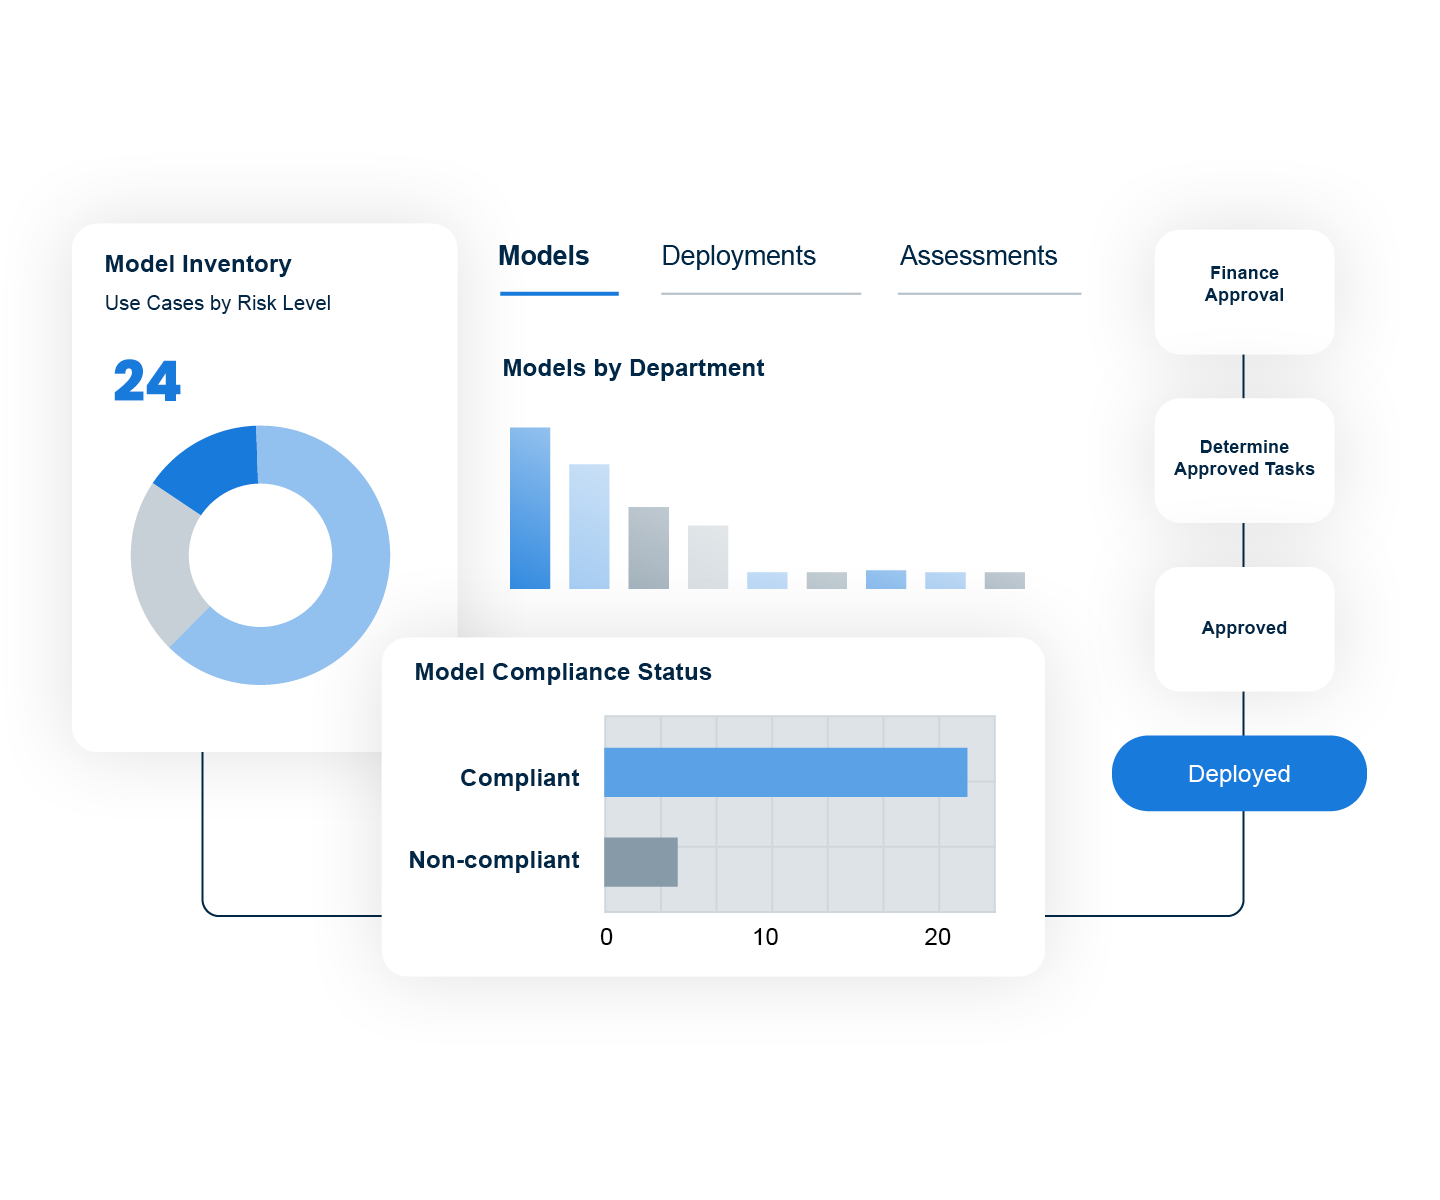 Model Inventory
Use Cases by Risk Level
24
Models
Deployments
Assessments
Models by Department
Model Compliance Status
Compliant
Non-compliant
0 10 20
Finance
Approval
Determine
Approved Tasks
Approved
Deployed